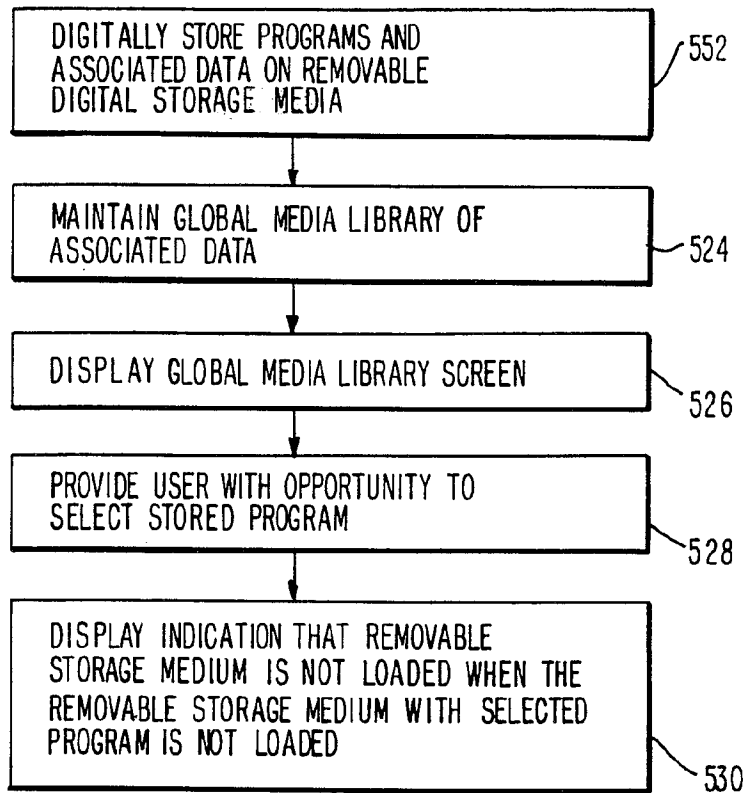 DIGITALLY STORE PROGRAMS AND
ASSOCIATED DATA ON REMOVABLE
DIGITAL STORAGE MEDIA
552
MAINTAIN GLOBAL MEDIA LIBRARY OF
ASSOCIATED DATA
524
DISPLAY GLOBAL MEDIA LIBRARY SCREEN
526
PROVIDE USER WITH OPPORTUNITY TO
SELECT STORED PROGRAM
528
DISPLAY INDICATION THAT REMOVABLE
STORAGE MEDIUM IS NOT LOADED WHEN THE
REMOVABLE STORAGE MEDIUM WITH SELECTED
PROGRAM IS NOT LOADED
530